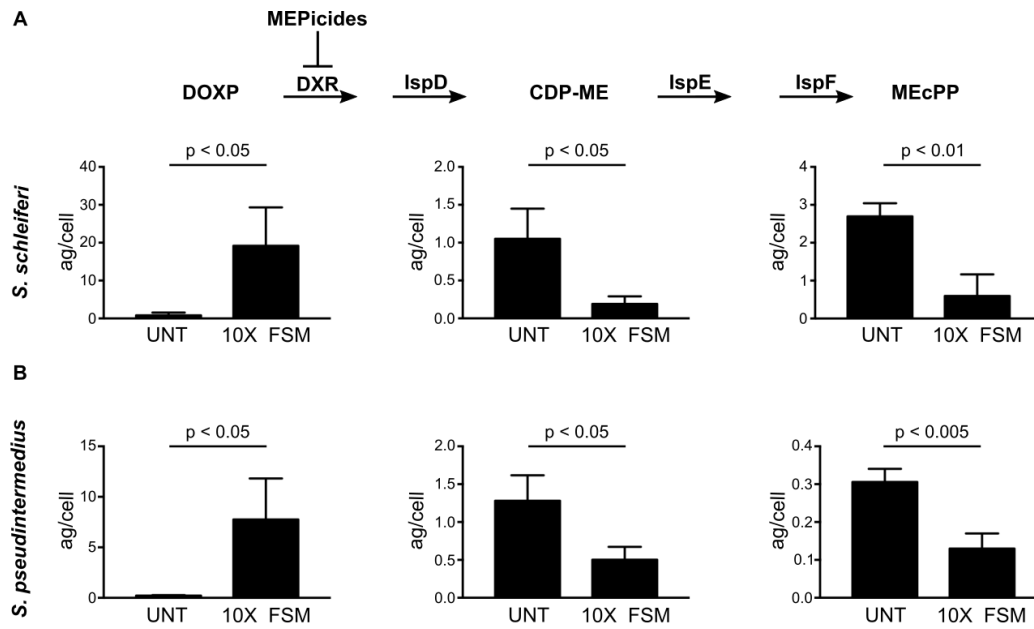 A
MEPicides
DOXP
DXR
IspD
CDP-ME
IspE
IspF
MEcPP
S. schleiferi
p < 0.05
ag/cell
40
30
20
10
0
UNT
10X FSM
p < 0.05
ag/cell
2.0
1.5
1.0
0.5
0.0
UNT
10X FSM
p < 0.01
ag/cell
4
3
2
1
0
UNT
10X FSM
B
S. pseudintermedius
p < 0.05
ag/cell
15
10
5
0
UNT
10X FSM
p < 0.05
ag/cell
2.0
1.5
1.0
0.5
0.0
UNT
10X FSM
p < 0.005
ag/cell
0.4
0.3
0.2
0.1
0.0
UNT
10X FSM